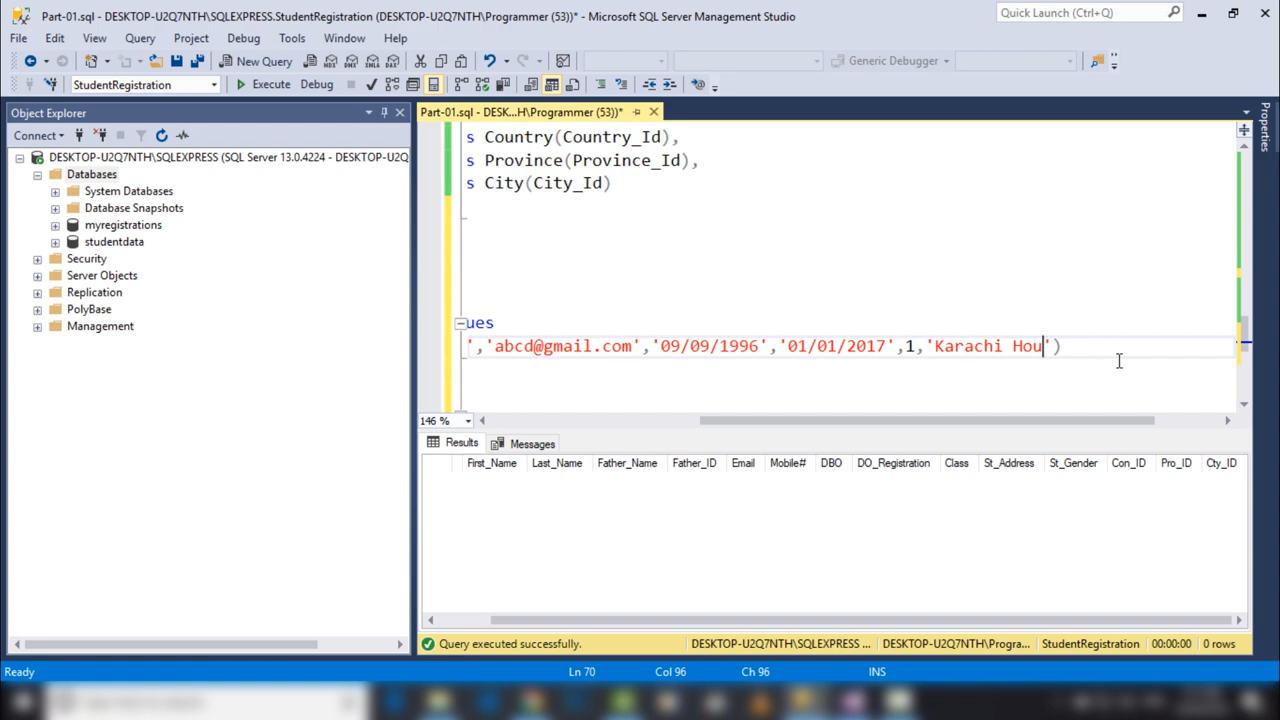 DESKTOP-U2Q7NTH\SQLEXPRESS.StudentRegistration (DESKTOP-U2Q7NTH\Programmer (53))* - Microsoft SQL Server Management Studio
Quick Launch (Ctrl+Q)
File Edit View Query Project Debug Tools Window Help
New Query
Generic Debugger
StudentRegistration
Execute Debug
Object Explorer
Part-01.sql - DESK...H\Programmer (53))*
Properties
Connect
DESKTOP-U2Q7NTH\SQLEXPRESS (SQL Server 13.0.4224 - DESKTOP-U2Q
Databases
System Databases
Database Snapshots
myregistrations
studentdata
Security
Server Objects
Replication
PolyBase
Management
s Country(Country_Id),
s Province(Province_Id),
s City(City_Id)
ues
','abcd@gmail.com','09/09/1996','01/01/2017',1,'Karachi Hou')
146 %
Results Messages
First_Name Last_Name Father_Name Father_ID Email Mobile# DBO DO_Registration Class St_Address St_Gender Con_ID Pro_ID Cty_ID
Query executed successfully. DESKTOP-U2Q7NTH\SQLEXPRESS ... DESKTOP-U2Q7NTH\Progra... StudentRegistration 00:00:00 0 rows
Ready Ln 70 Col 96 Ch 96 INS